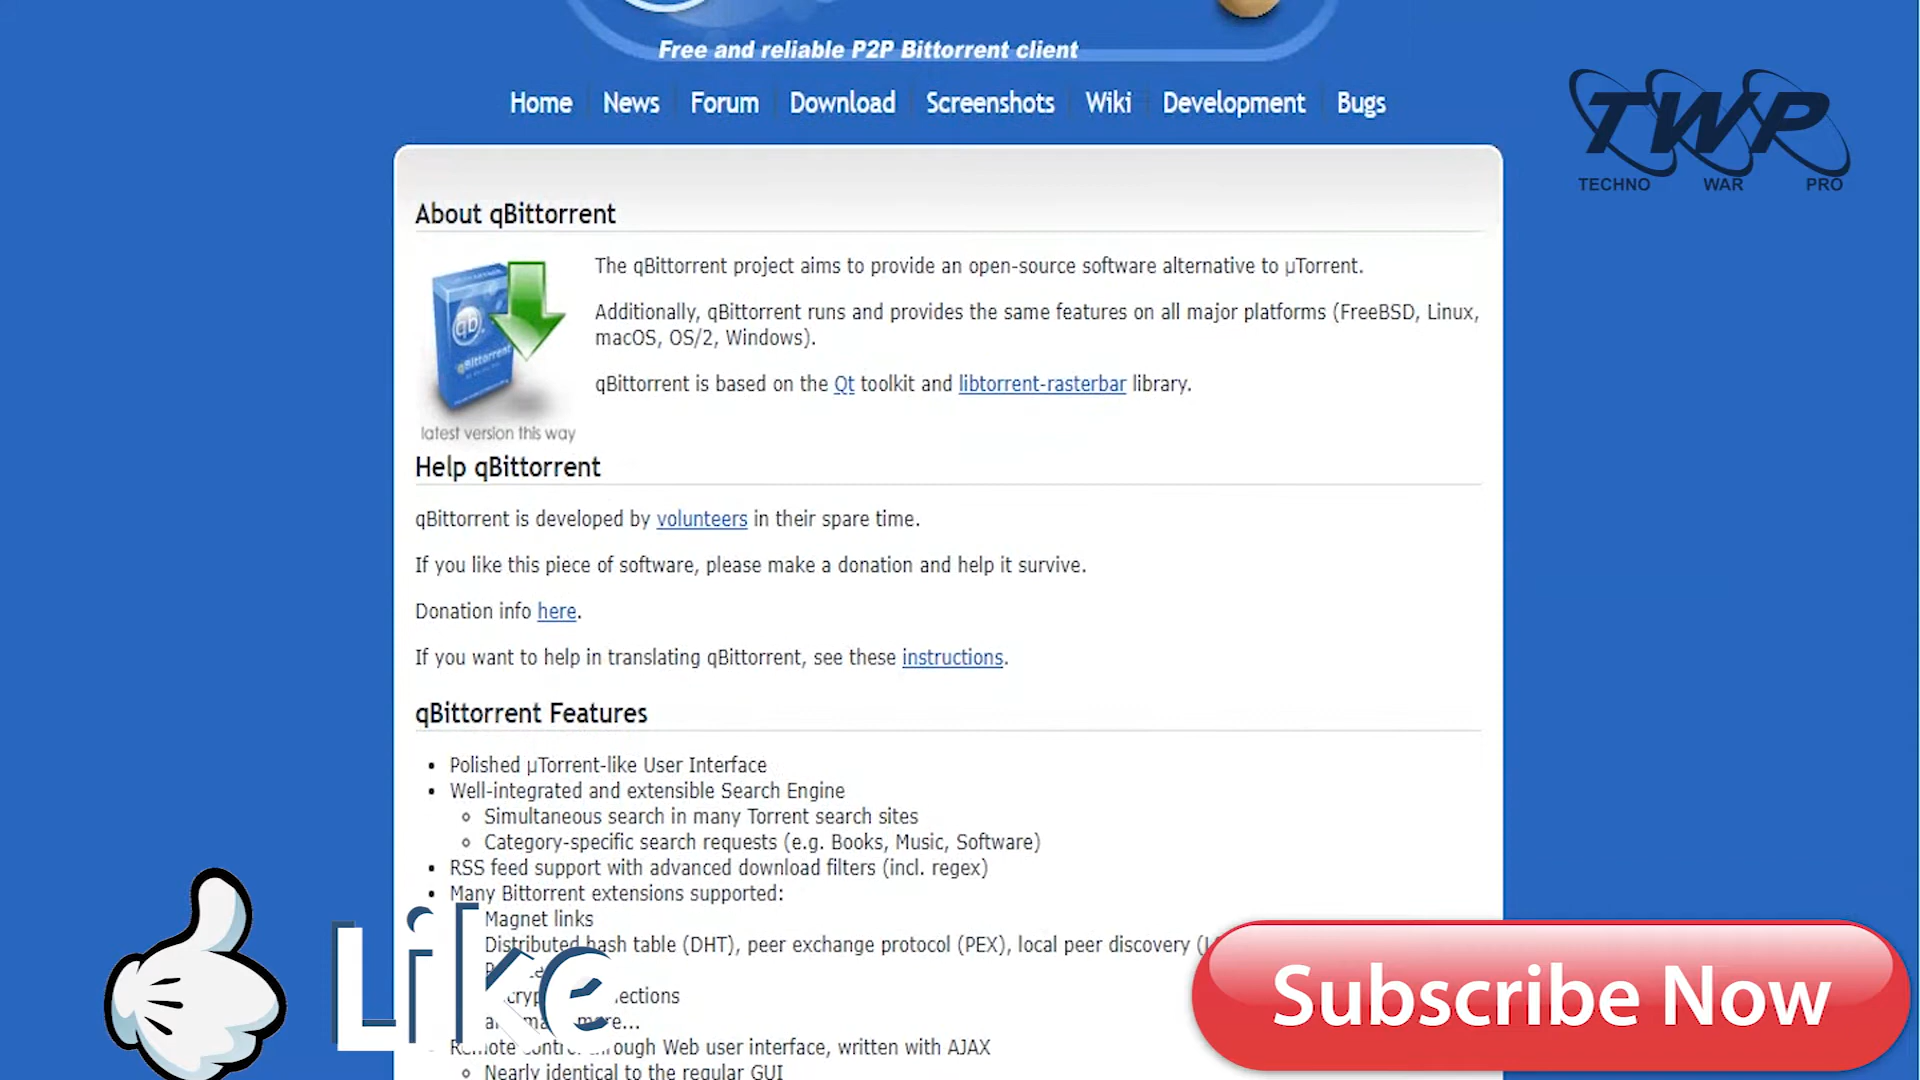 Free and reliable P2P Bittorrent client
Home News Forum Download Screenshots Wiki Development Bugs
TWP
TECHNO WAR PRO
About qBittorrent
The qBittorrent project aims to provide an open-source software alternative to µTorrent.
Additionally, qBittorrent runs and provides the same features on all major platforms (FreeBSD, Linux,
macOS, OS/2, Windows).
qBittorrent is based on the Qt toolkit and libtorrent-rasterbar library.
qb
qBittorrent
latest version this way
Help qBittorrent
qBittorrent is developed by volunteers in their spare time.
If you like this piece of software, please make a donation and help it survive.
Donation info here.
If you want to help in translating qBittorrent, see these instructions.
qBittorrent Features
Polished µTorrent-like User Interface
Well-integrated and extensible Search Engine
Simultaneous search in many Torrent search sites
Category-specific search requests (e.g. Books, Music, Software)
RSS feed support with advanced download filters (incl. regex)
Many Bittorrent extensions supported:
Magnet links
Distributed hash table (DHT), peer exchange protocol (PEX), local peer discovery
Remote control through Web user interface, written with AJAX
Nearly identical to the regular GUI
Like
Subscribe Now